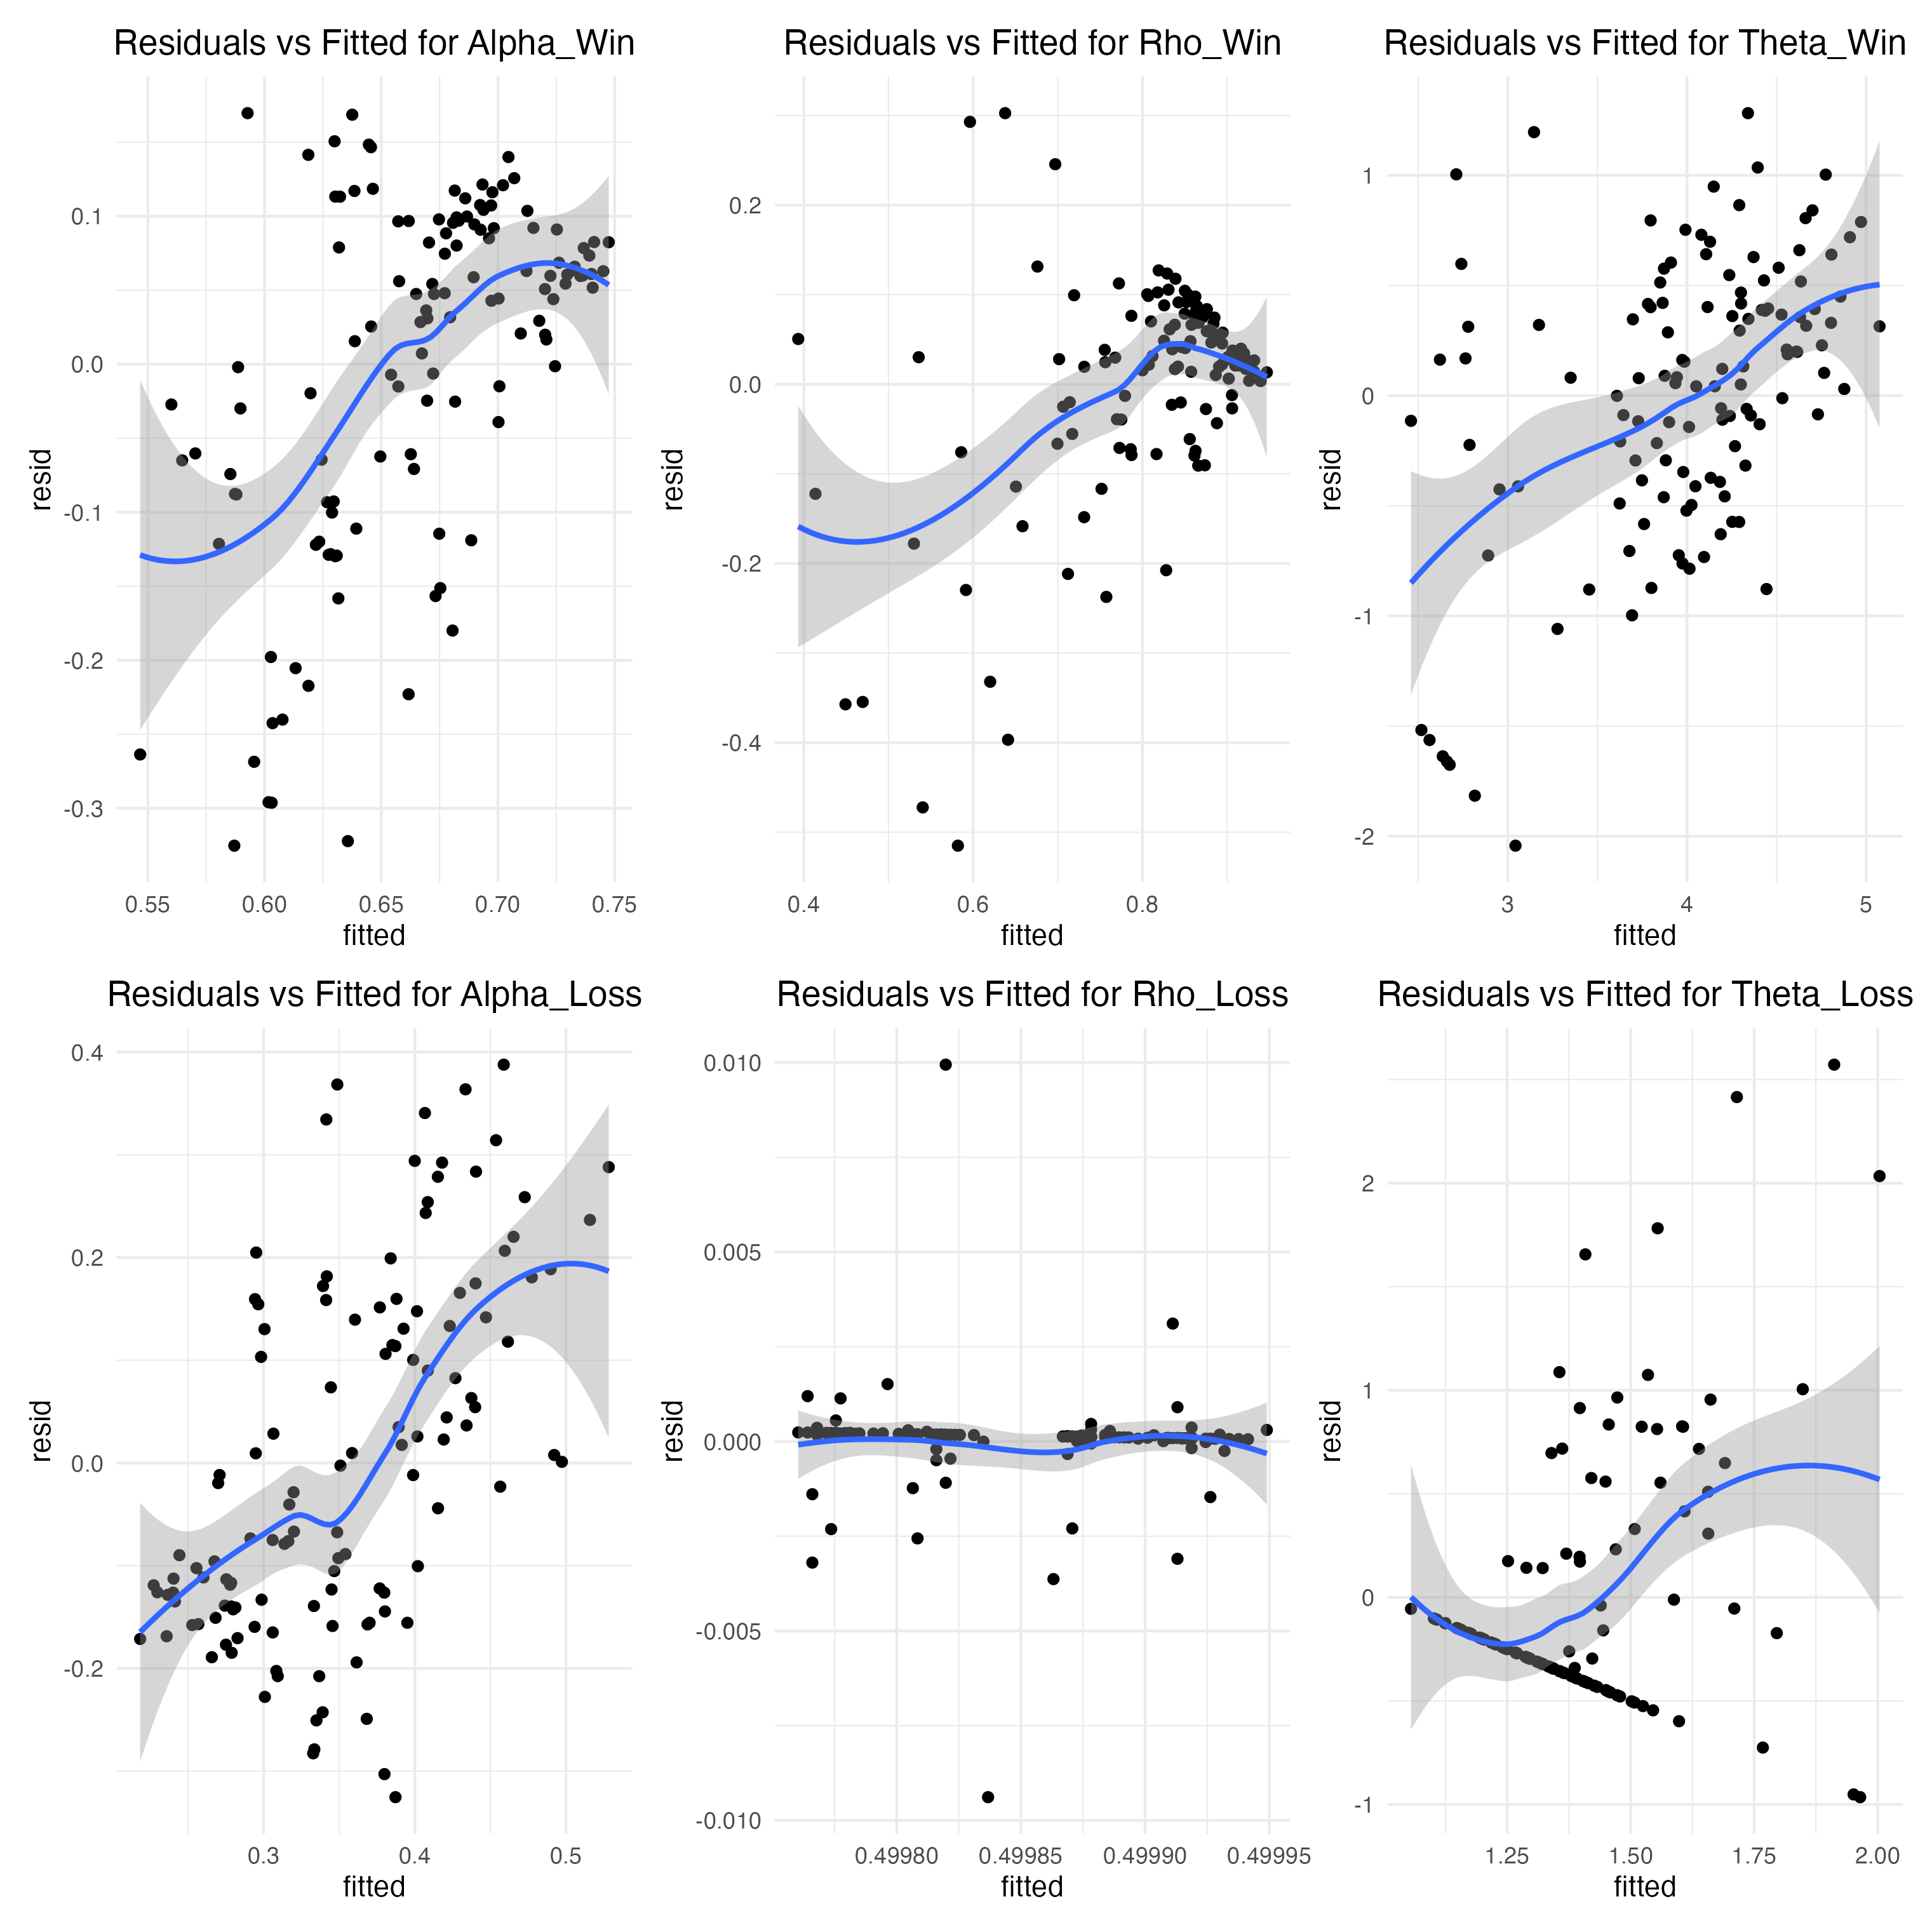 Residuals vs Fitted for Alpha_Win
resid
0.1
0.0
-0.1
-0.2
-0.3
0.55 0.60 0.65 0.70 0.75
fitted
Residuals vs Fitted for Rho_Win
resid
0.2
0.0
-0.2
-0.4
0.4 0.6 0.8
fitted
Residuals vs Fitted for Theta_Win
resid
1
0
-1
-2
3 4 5
fitted
Residuals vs Fitted for Alpha_Loss
resid
0.4
0.2
0.0
-0.2
0.3 0.4 0.5
fitted
Residuals vs Fitted for Rho_Loss
resid
0.010
0.005
0.000
-0.005
-0.010
0.49980 0.49985 0.49990 0.49995
fitted
Residuals vs Fitted for Theta_Loss
resid
2
1
0
-1
1.25 1.50 1.75 2.00
fitted